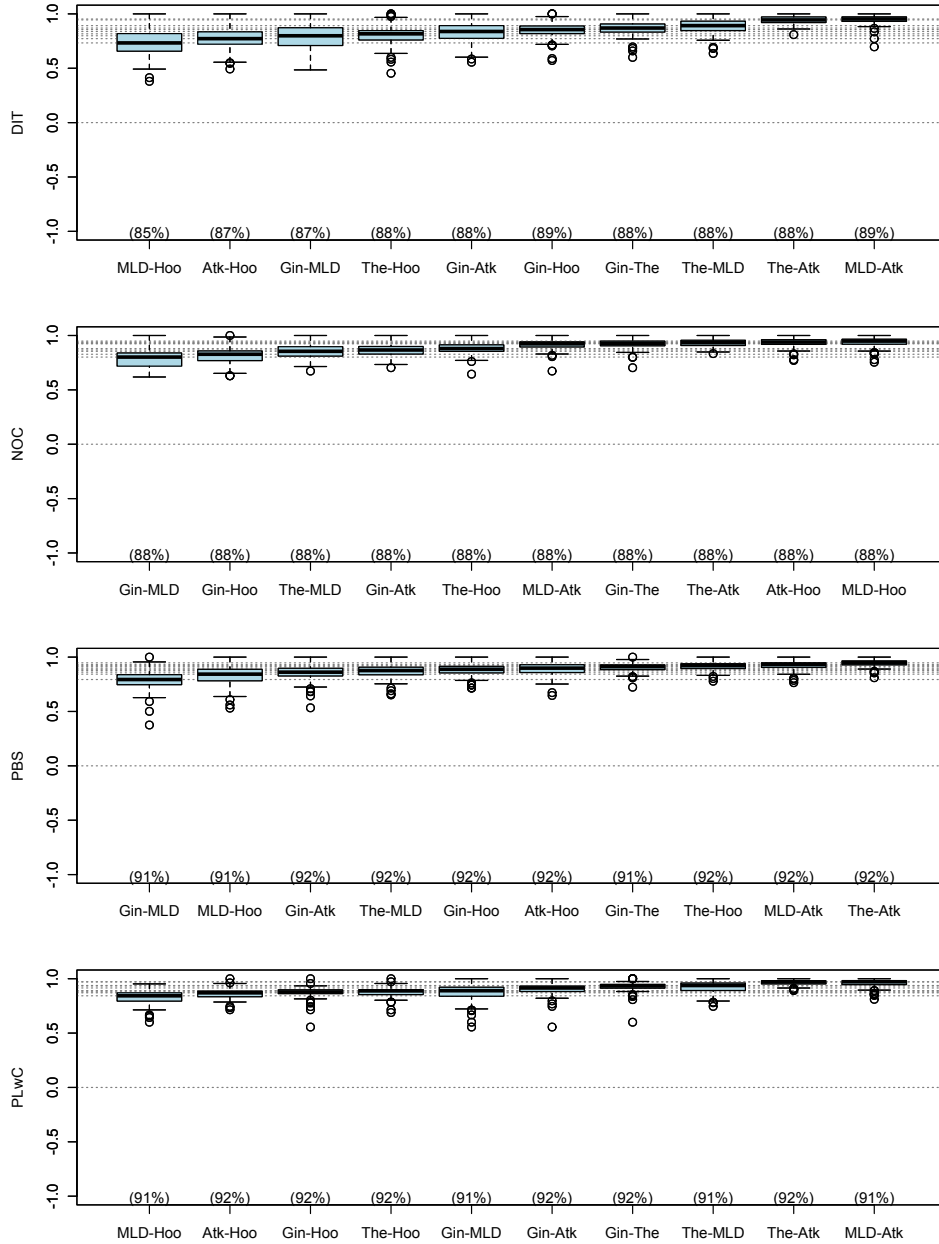 1.0
0.5
DIT
0.0
-0.5
-1.0
(85%) (87%) (87%) (88%) (88%) (89%) (88%) (88%) (88%) (89%)
MLD-Hoo Atk-Hoo Gin-MLD The-Hoo Gin-Atk Gin-Hoo Gin-The The-MLD The-Atk MLD-Atk
1.0
0.5
NOC
0.0
-0.5
-1.0
(88%) (88%) (88%) (88%) (88%) (88%) (88%) (88%) (88%) (88%)
Gin-MLD Gin-Hoo The-MLD Gin-Atk The-Hoo MLD-Atk Gin-The The-Atk Atk-Hoo MLD-Hoo
1.0
0.5
PBS
0.0
-0.5
-1.0
(91%) (91%) (92%) (92%) (92%) (92%) (91%) (92%) (92%) (92%)
Gin-MLD MLD-Hoo Gin-Atk The-MLD Gin-Hoo Atk-Hoo Gin-The The-Hoo MLD-Atk The-Atk
1.0
0.5
PLwC
0.0
-0.5
-1.0
(91%) (92%) (92%) (92%) (91%) (92%) (92%) (91%) (92%) (91%)
MLD-Hoo Atk-Hoo Gin-Hoo The-Hoo Gin-MLD Gin-Atk Gin-The The-MLD The-Atk MLD-Atk